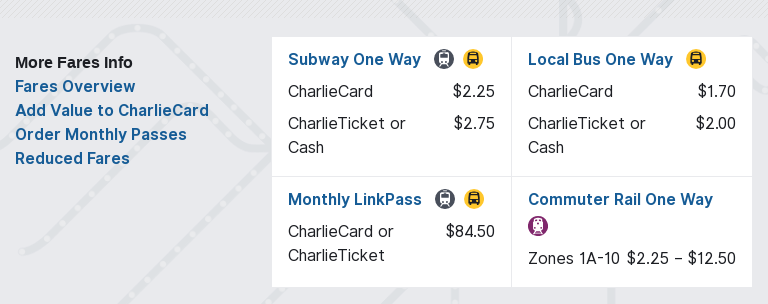 More Fares Info
Fares Overview
Add Value to CharlieCard
Order Monthly Passes
Reduced Fares
Subway One Way
CharlieCard $2.25
CharlieTicket or $2.75
Cash
Local Bus One Way
CharlieCard $1.70
CharlieTicket or $2.00
Cash
Monthly LinkPass
CharlieCard or $84.50
CharlieTicket
Commuter Rail One Way
Zones 1A-10 $2.25 – $12.50